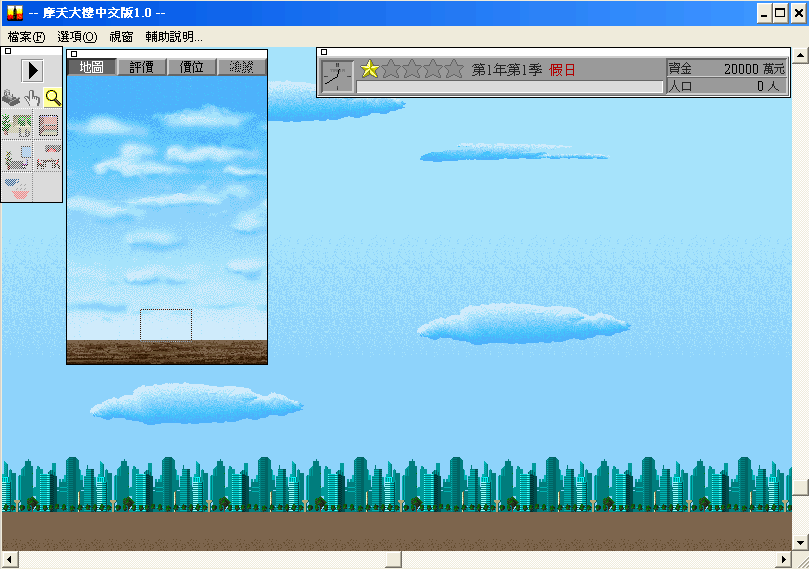 -- 摩天大樓中文版1.0 --
檔案(F) 選項(O) 視窗 輔助說明...
地圖 評價 價位
第1年第1季 假日
資金 20000 萬元
人口 0 人